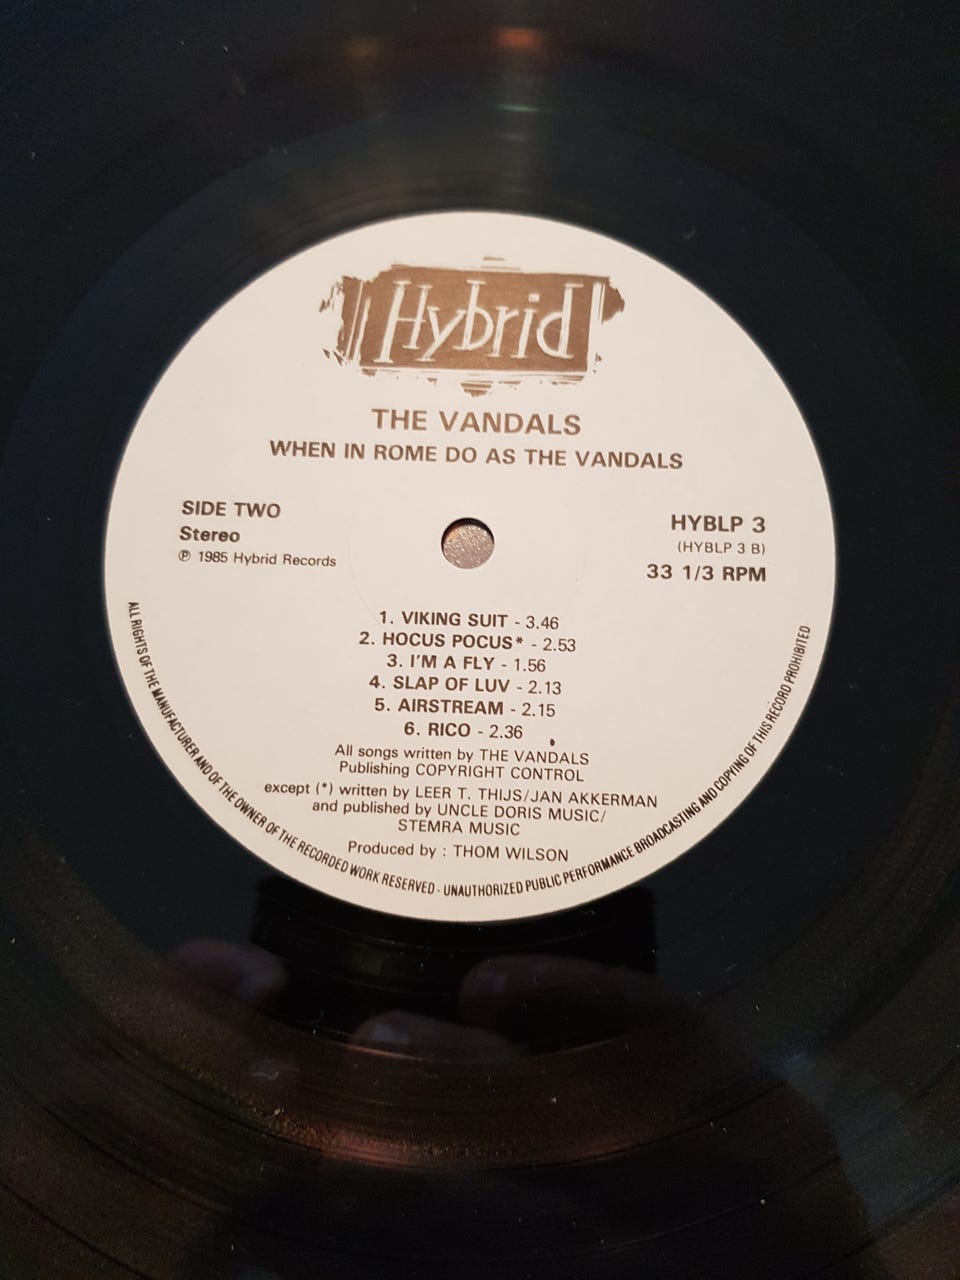 Hybrid
THE VANDALS
WHEN IN ROME DO AS THE VANDALS
SIDE TWO
Stereo
℗ 1985 Hybrid Records
HYBLP 3
(HYBLP 3 B)
33 1/3 RPM
1. VIKING SUIT - 3.46
2. HOCUS POCUS* - 2.53
3. I'M A FLY - 1.56
4. SLAP OF LUV - 2.13
5. AIRSTREAM - 2.15
6. RICO - 2.36
All songs written by THE VANDALS
Publishing COPYRIGHT CONTROL
except (*) written by LEER T. THIJS/JAN AKKERMAN
and published by UNCLE DORIS MUSIC/
STEMRA MUSIC
Produced by : THOM WILSON
ALL RIGHTS OF THE MANUFACTURER AND OF THE OWNER OF THE RECORDED WORK RESERVED - UNAUTHORIZED PUBLIC PERFORMANCE BROADCASTING AND COPYING OF THIS RECORD PROHIBITED